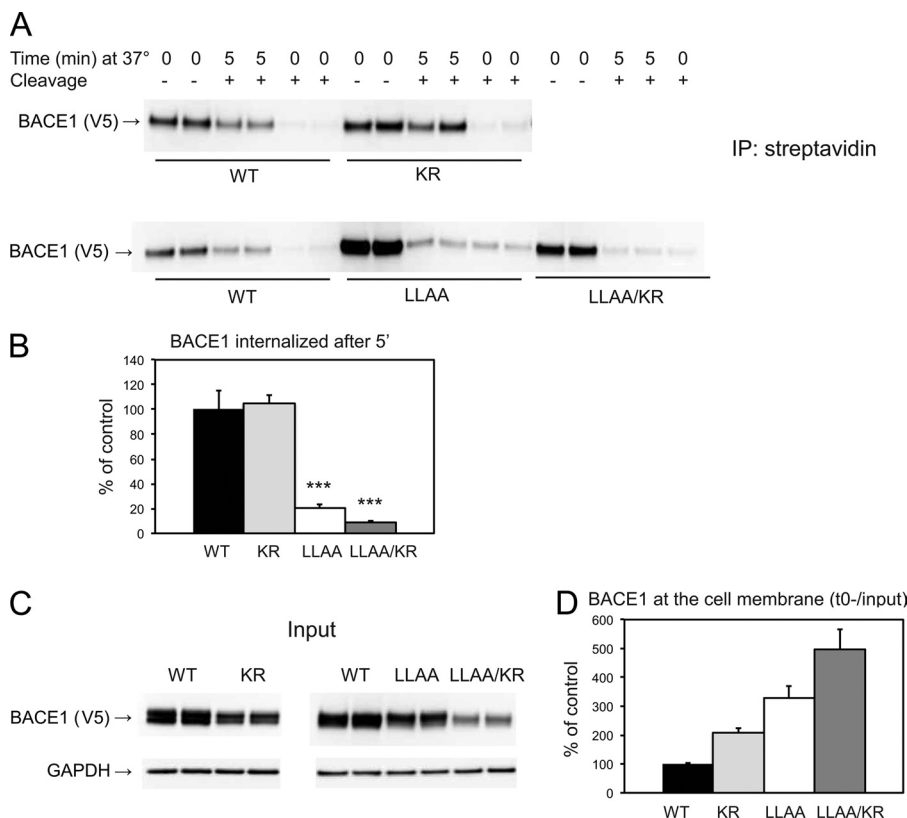 A
Time (min) at 37° 0 0 5 5 0 0 0 0 5 5 0 0 0 0 5 5 0
Cleavage - - + + + + - - + + + + - - + + +
BACE1 (V5) →
WT KR
IP: streptavidin
BACE1 (V5) →
WT LLAA LLAA/KR
B
BACE1 internalized after 5’
% of control
140
120
100
80
60
40
20
0
*** ***
WT KR LLAA LLAA/KR
C
Input
WT KR WT LLAA LLAA/KR
BACE1 (V5) →
GAPDH →
D
BACE1 at the cell membrane (t0-/input)
% of control
600
500
400
300
200
100
0
WT KR LLAA LLAA/KR